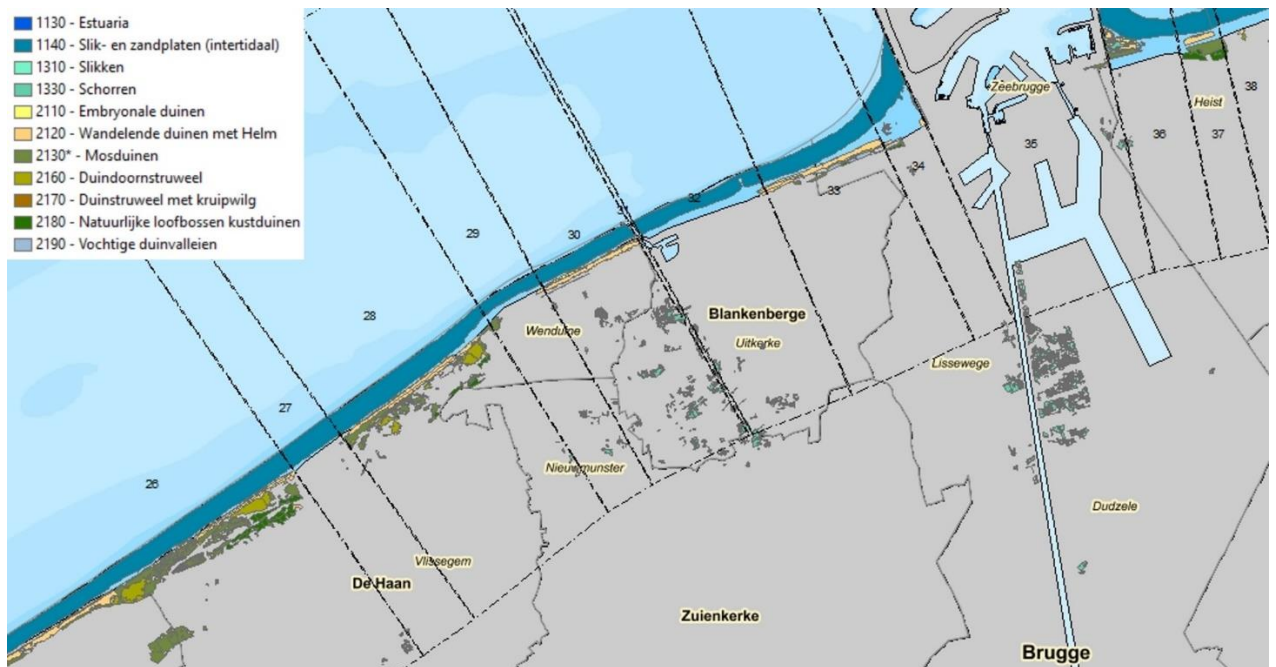 1130 - Estuaria
1140 - Slik- en zandplaten (intertidaal)
1310 - Slikken
1330 - Schorren
2110 - Embryonale duinen
2120 - Wandelende duinen met Helm
2130* - Mosduinen
2160 - Duindoornstruweel
2170 - Duinstruweel met kruipwilg
2180 - Natuurlijke loofbossen kustduinen
2190 - Vochtige duinvalleien
Zeebrugge
Heist
38
36
37
35
34
33
32
31
30
29
28
27
26
Wenduine
Blankenberge
Uitkerke
Lissewege
Nieuwmunster
Dudzele
Vlissegem
De Haan
Zuienkerke
Brugge